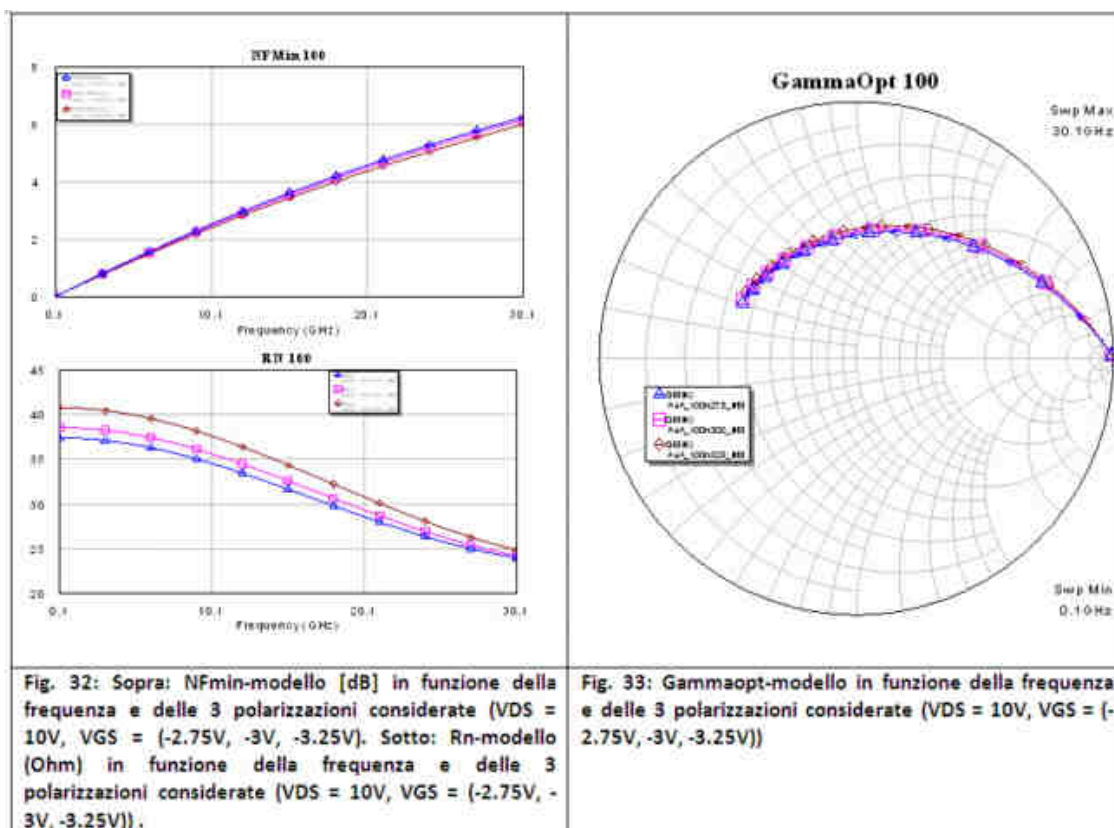 NFMin 100
8
6
4
2
0
0.1
10.1
20.1
30.1
Frequency (GHz)
RN 100
45
40
35
30
25
20
0.1
10.1
20.1
30.1
Frequency (GHz)
GammaOpt 100
Swp Max
30.1GHz
Swp Min
0.1GHz
Fig. 32: Sopra: NFmin-modello [dB] in funzione della
frequenza e delle 3 polarizzazioni considerate (VDS =
10V, VGS = (-2.75V, -3V, -3.25V). Sotto: Rn-modello
(Ohm) in funzione della frequenza e delle 3
polarizzazioni considerate (VDS = 10V, VGS = (-2.75V, -
3V, -3.25V)) .
Fig. 33: Gammaopt-modello in funzione della frequenza
e delle 3 polarizzazioni considerate (VDS = 10V, VGS = (-
2.75V, -3V, -3.25V))